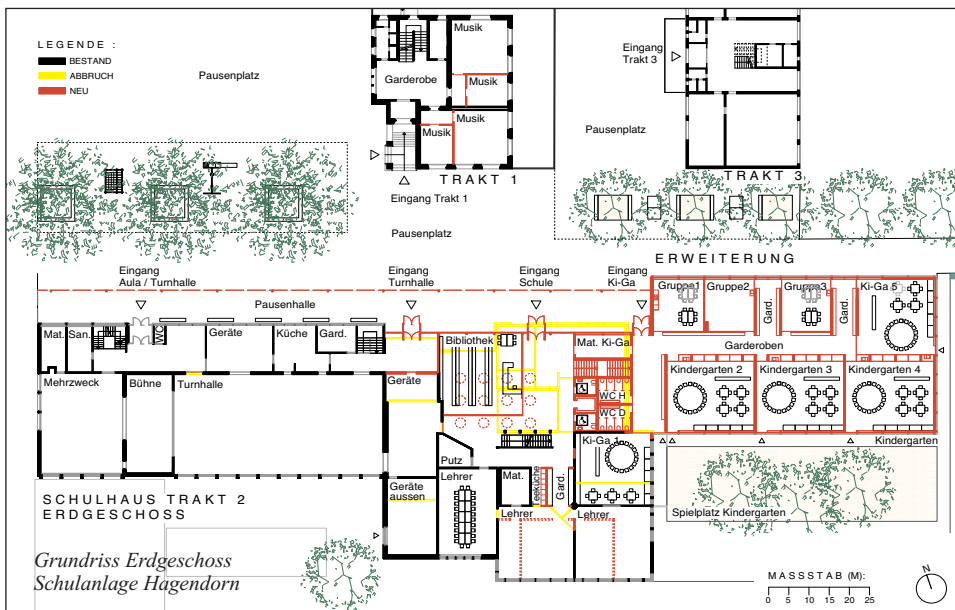 LEGENDE :
BESTAND
ABBRUCH
NEU
Pausenplatz
Garderobe
Musik
Musik
Musik
Musik
TRAKT 1
Eingang Trakt 1
Pausenplatz
Eingang
Trakt 3
Pausenplatz
TRAKT 3
ERWEITERUNG
Eingang
Aula / Turnhalle
Eingang
Turnhalle
Eingang
Schule
Eingang
Ki-Ga
Pausenhalle
Gruppe1
Gruppe2
Gard.
Gruppe3
Gard.
Ki-Ga 5
Mat.
San.
WC
Geräte
Küche
Gard.
Bibliothek
Mat. Ki-Ga
Garderoben
Mehrzweck
Bühne
Turnhalle
Geräte
WC H
WC D
Kindergarten 2
Kindergarten 3
Kindergarten 4
Kindergarten
Ki-Ga 1
Putz
Lehrer
Mat.
Teeküche
Gard.
Geräte
aussen
Lehrer
Lehrer
Spielplatz Kindergarten
SCHULHAUS TRAKT 2
ERDGESCHOSS
Grundriss Erdgeschoss
Schulanlage Hagendorn
MASSSTAB (M):
0 5 10 15 20 25
N